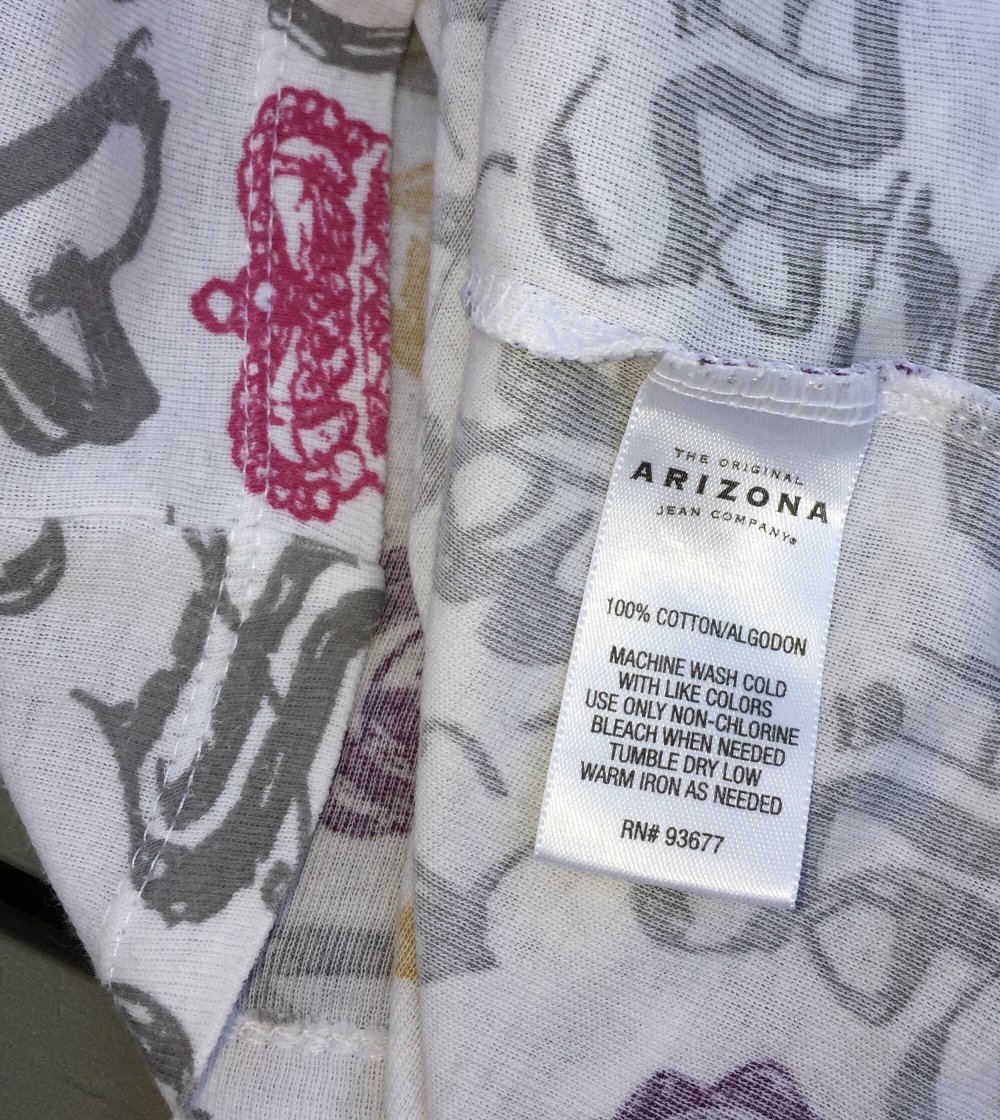 THE ORIGINAL
ARIZONA
JEAN COMPANY®
100% COTTON/ALGODON
MACHINE WASH COLD
WITH LIKE COLORS
USE ONLY NON-CHLORINE
BLEACH WHEN NEEDED
TUMBLE DRY LOW
WARM IRON AS NEEDED
RN# 93677